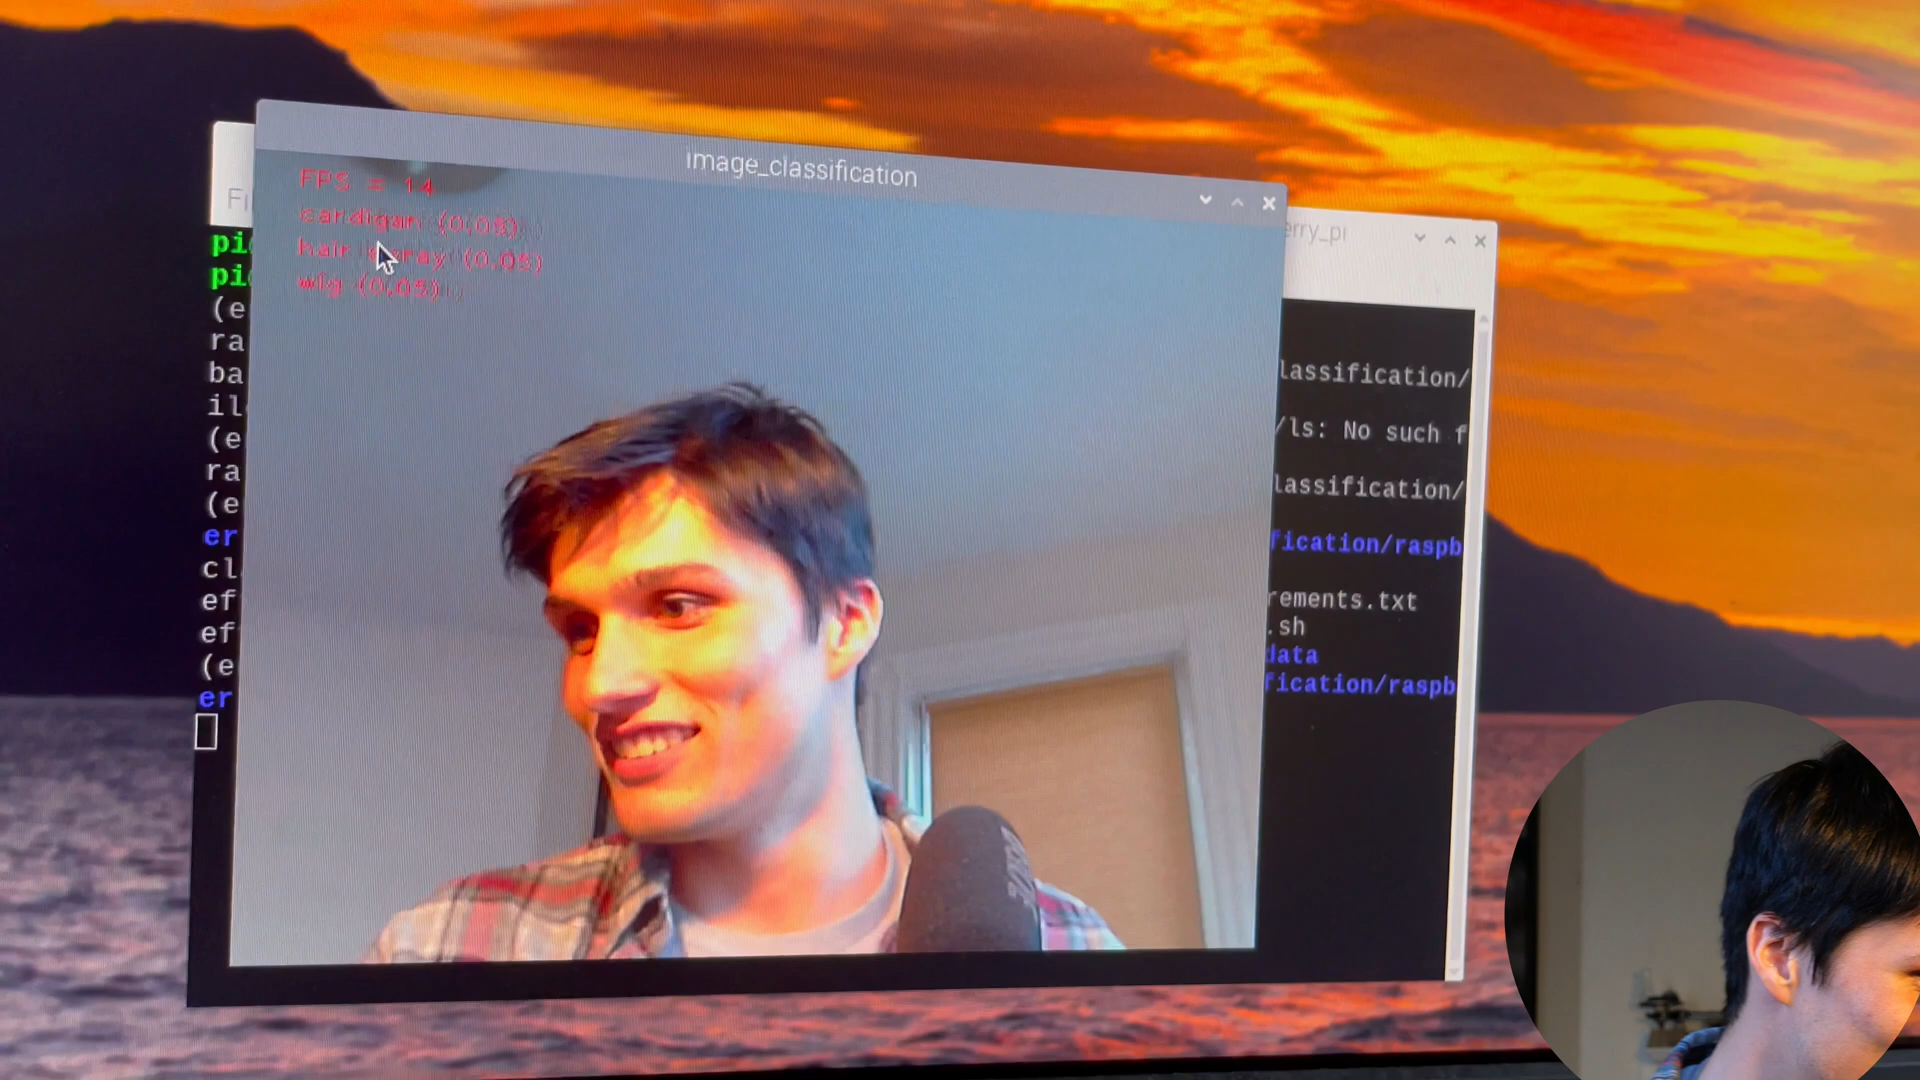 image_classification
FPS = 14
cardigan (0.05)
hair spray (0.05)
wig (0.05)
Fi
erry_pi
pi
pi
(e
ra
lassification/
ba
il
/ls: No such f
(e
ra
lassification/
(e
er
fication/raspb
cl
ef
rements.txt
ef
.sh
(e
data
er
fication/raspb